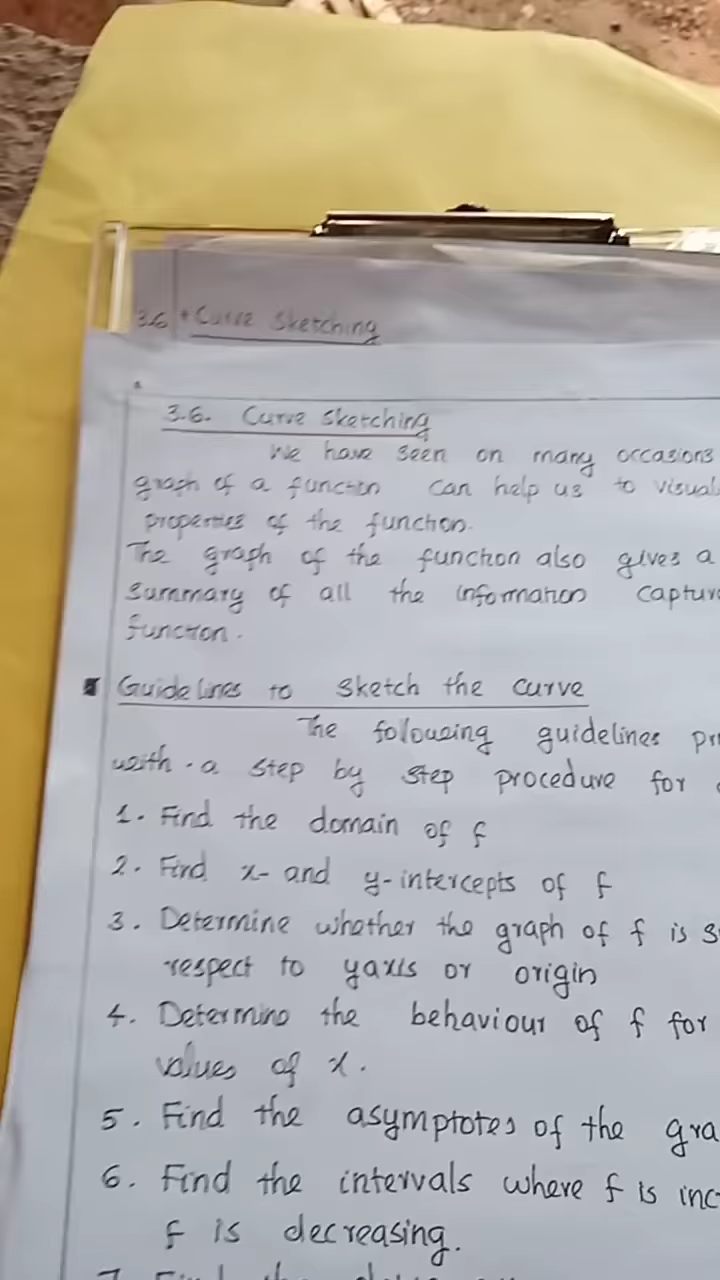 3.6 + Curve Sketching
3.6. Curve Sketching
We have seen on many occasions
graph of a function can help us to visual
properties of the function.
The graph of the function also gives a
Summary of all the information captur
function.
Guidelines to sketch the curve
The folowing guidelines pr
with a step by step procedure for
1. Find the domain of f
2. Find x- and y-intercepts of f
3. Determine whether the graph of f is s
respect to yaxis or origin
4. Determine the behaviour of f for
values of x.
5. Find the asymptotes of the gra
6. Find the intervals where f is inc
f is decreasing.